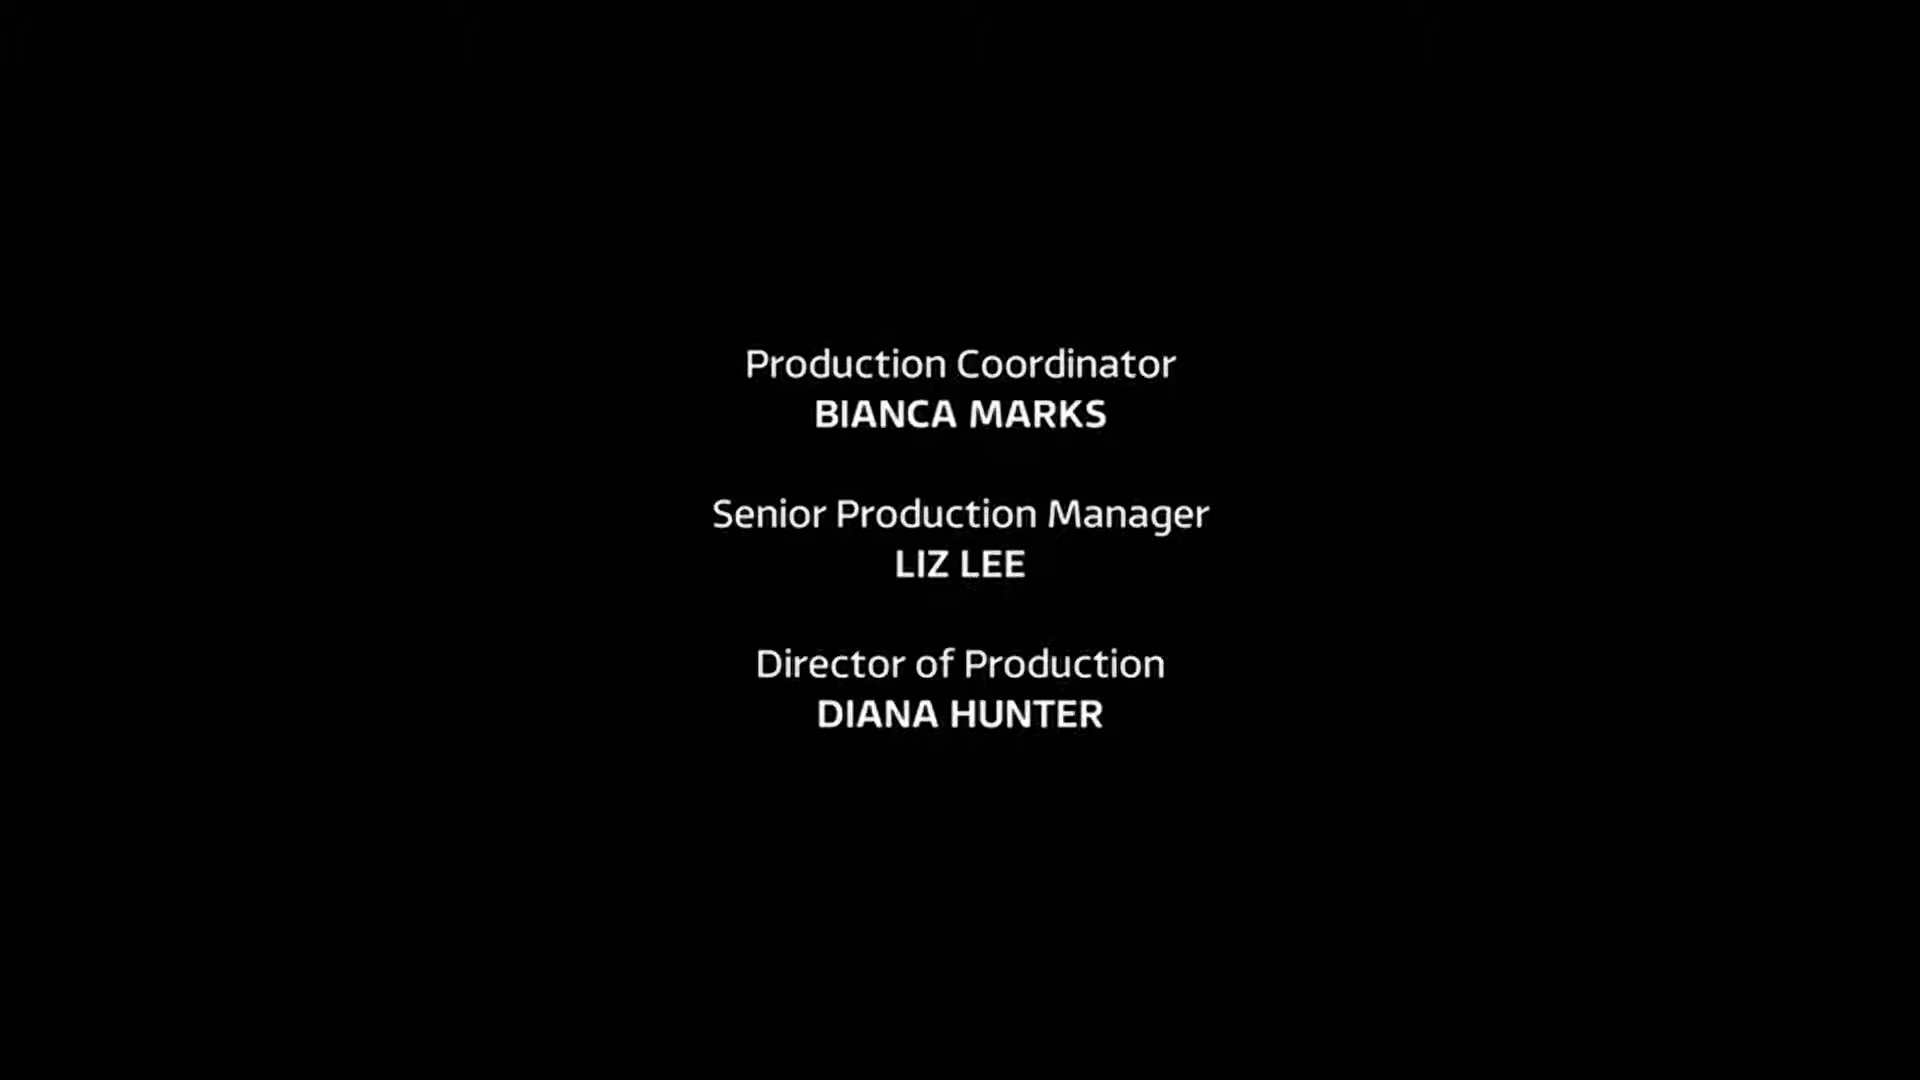 Production Coordinator
BIANCA MARKS
Senior Production Manager
LIZ LEE
Director of Production
DIANA HUNTER